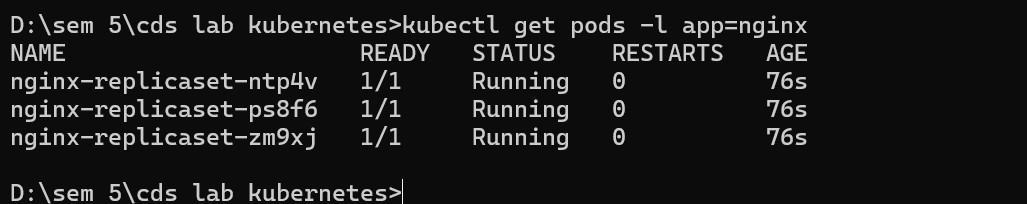 D:\sem 5\cds lab kubernetes>kubectl get pods -l app=nginx
NAME                     READY   STATUS    RESTARTS   AGE
nginx-replicaset-ntp4v   1/1     Running   0          76s
nginx-replicaset-ps8f6   1/1     Running   0          76s
nginx-replicaset-zm9xj   1/1     Running   0          76s
D:\sem 5\cds lab kubernetes>